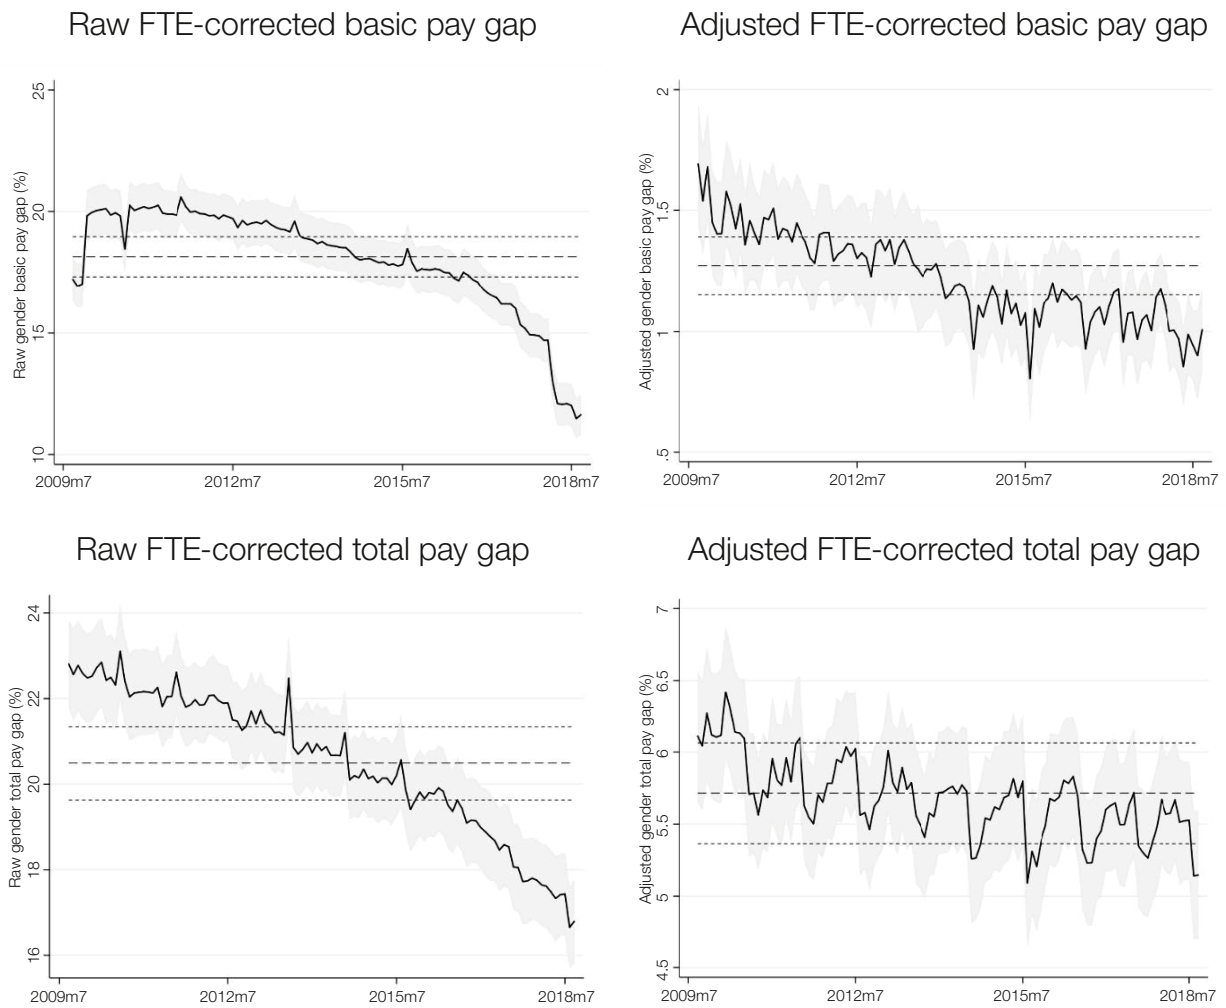 Raw FTE-corrected basic pay gap
Raw gender basic pay gap (%)
25
20
15
10
2009m7 2012m7 2015m7 2018m7
Adjusted FTE-corrected basic pay gap
Adjusted gender basic pay gap (%)
2
1.5
1
.5
2009m7 2012m7 2015m7 2018m7
Raw FTE-corrected total pay gap
Raw gender total pay gap (%)
24
22
20
18
16
2009m7 2012m7 2015m7 2018m7
Adjusted FTE-corrected total pay gap
Adjusted gender total pay gap (%)
7
6.5
6
5.5
5
4.5
2009m7 2012m7 2015m7 2018m7